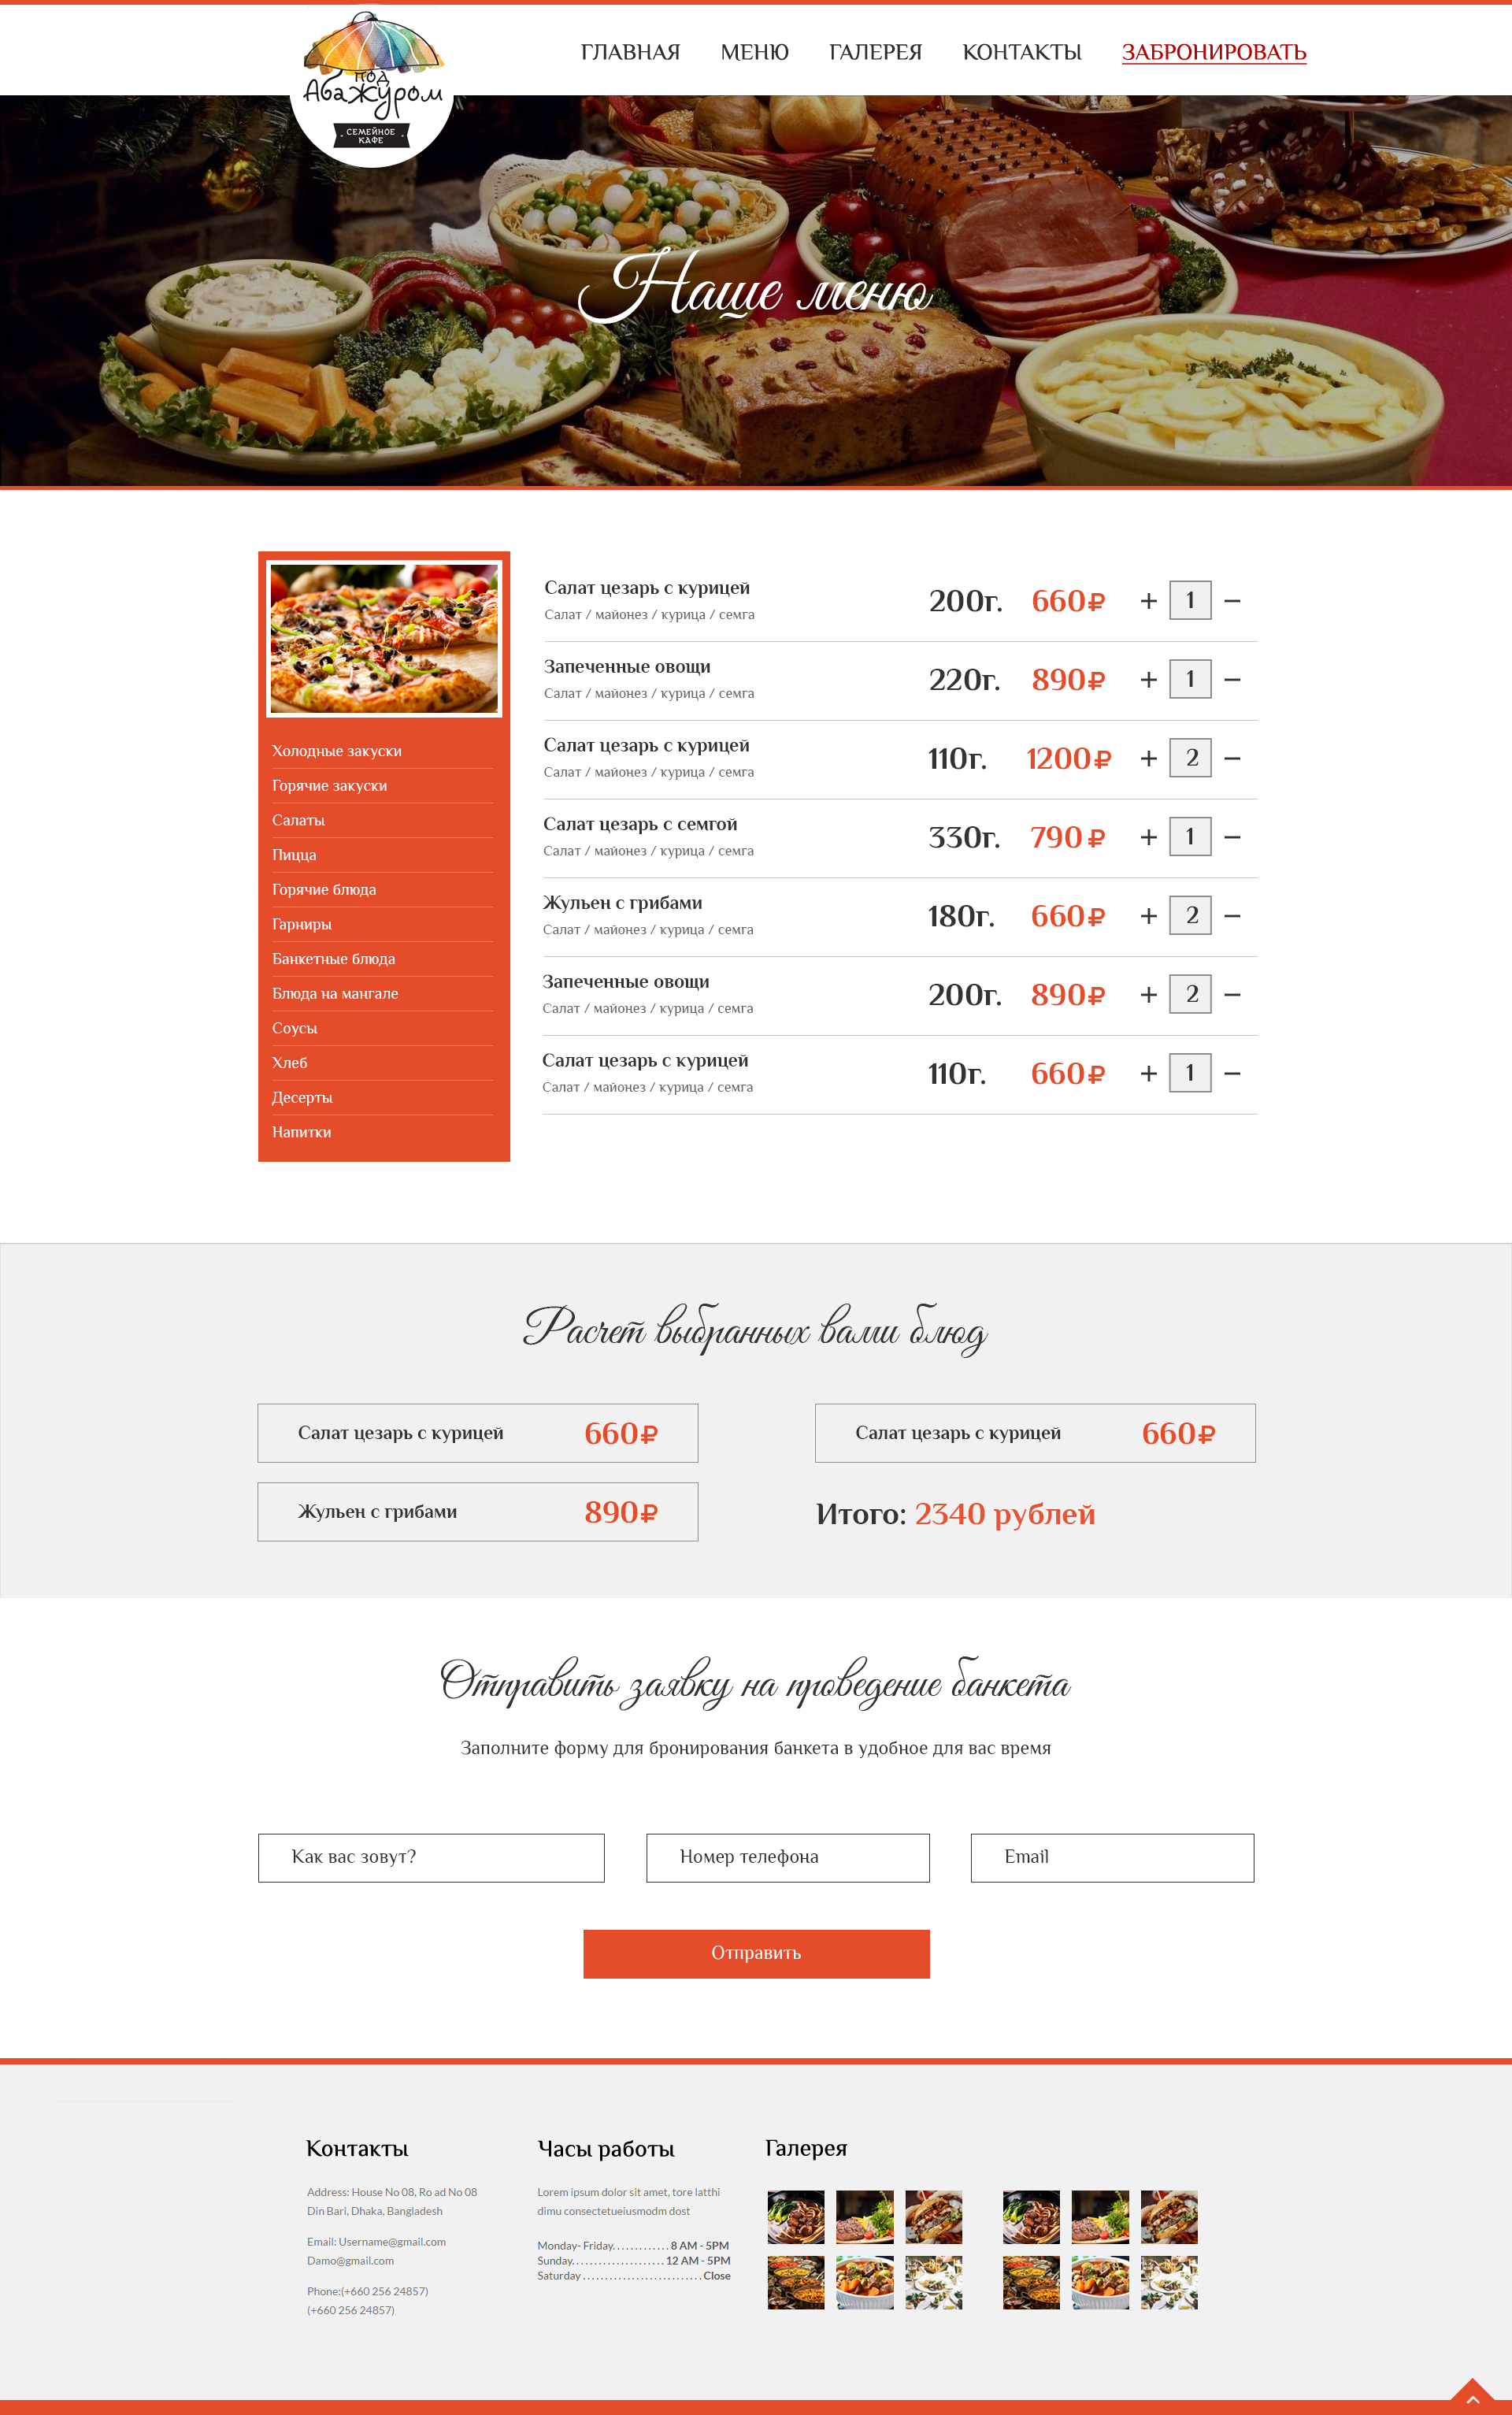 под
Абажуром
СЕМЕЙНОЕ
КАФЕ
ГЛАВНАЯ МЕНЮ ГАЛЕРЕЯ КОНТАКТЫ ЗАБРОНИРОВАТЬ
Наше меню
Холодные закуски
Горячие закуски
Салаты
Пицца
Горячие блюда
Гарниры
Банкетные блюда
Блюда на мангале
Соусы
Хлеб
Десерты
Напитки
Салат цезарь с курицей 200г. 660₽ + 1 −
Салат / майонез / курица / семга
Запеченные овощи 220г. 890₽ + 1 −
Салат / майонез / курица / семга
Салат цезарь с курицей 110г. 1200₽ + 2 −
Салат / майонез / курица / семга
Салат цезарь с семгой 330г. 790 ₽ + 1 −
Салат / майонез / курица / семга
Жульен с грибами 180г. 660₽ + 2 −
Салат / майонез / курица / семга
Запеченные овощи 200г. 890₽ + 2 −
Салат / майонез / курица / семга
Салат цезарь с курицей 110г. 660₽ + 1 −
Салат / майонез / курица / семга
Расчет выбранных вами блюд
Салат цезарь с курицей 660₽
Салат цезарь с курицей 660₽
Жульен с грибами 890₽
Итого: 2340 рублей
Отправить заявку на проведение банкета
Заполните форму для бронирования банкета в удобное для вас время
Как вас зовут? Номер телефона Email
Отправить
Контакты
Address: House No 08, Ro ad No 08
Din Bari, Dhaka, Bangladesh
Email: Username@gmail.com
Damo@gmail.com
Phone:(+660 256 24857)
(+660 256 24857)
Часы работы
Lorem ipsum dolor sit amet, tore latthi
dimu consectetueiusmodm dost
Monday- Friday............. 8 AM - 5PM
Sunday..................... 12 AM - 5PM
Saturday ........................... Close
Галерея